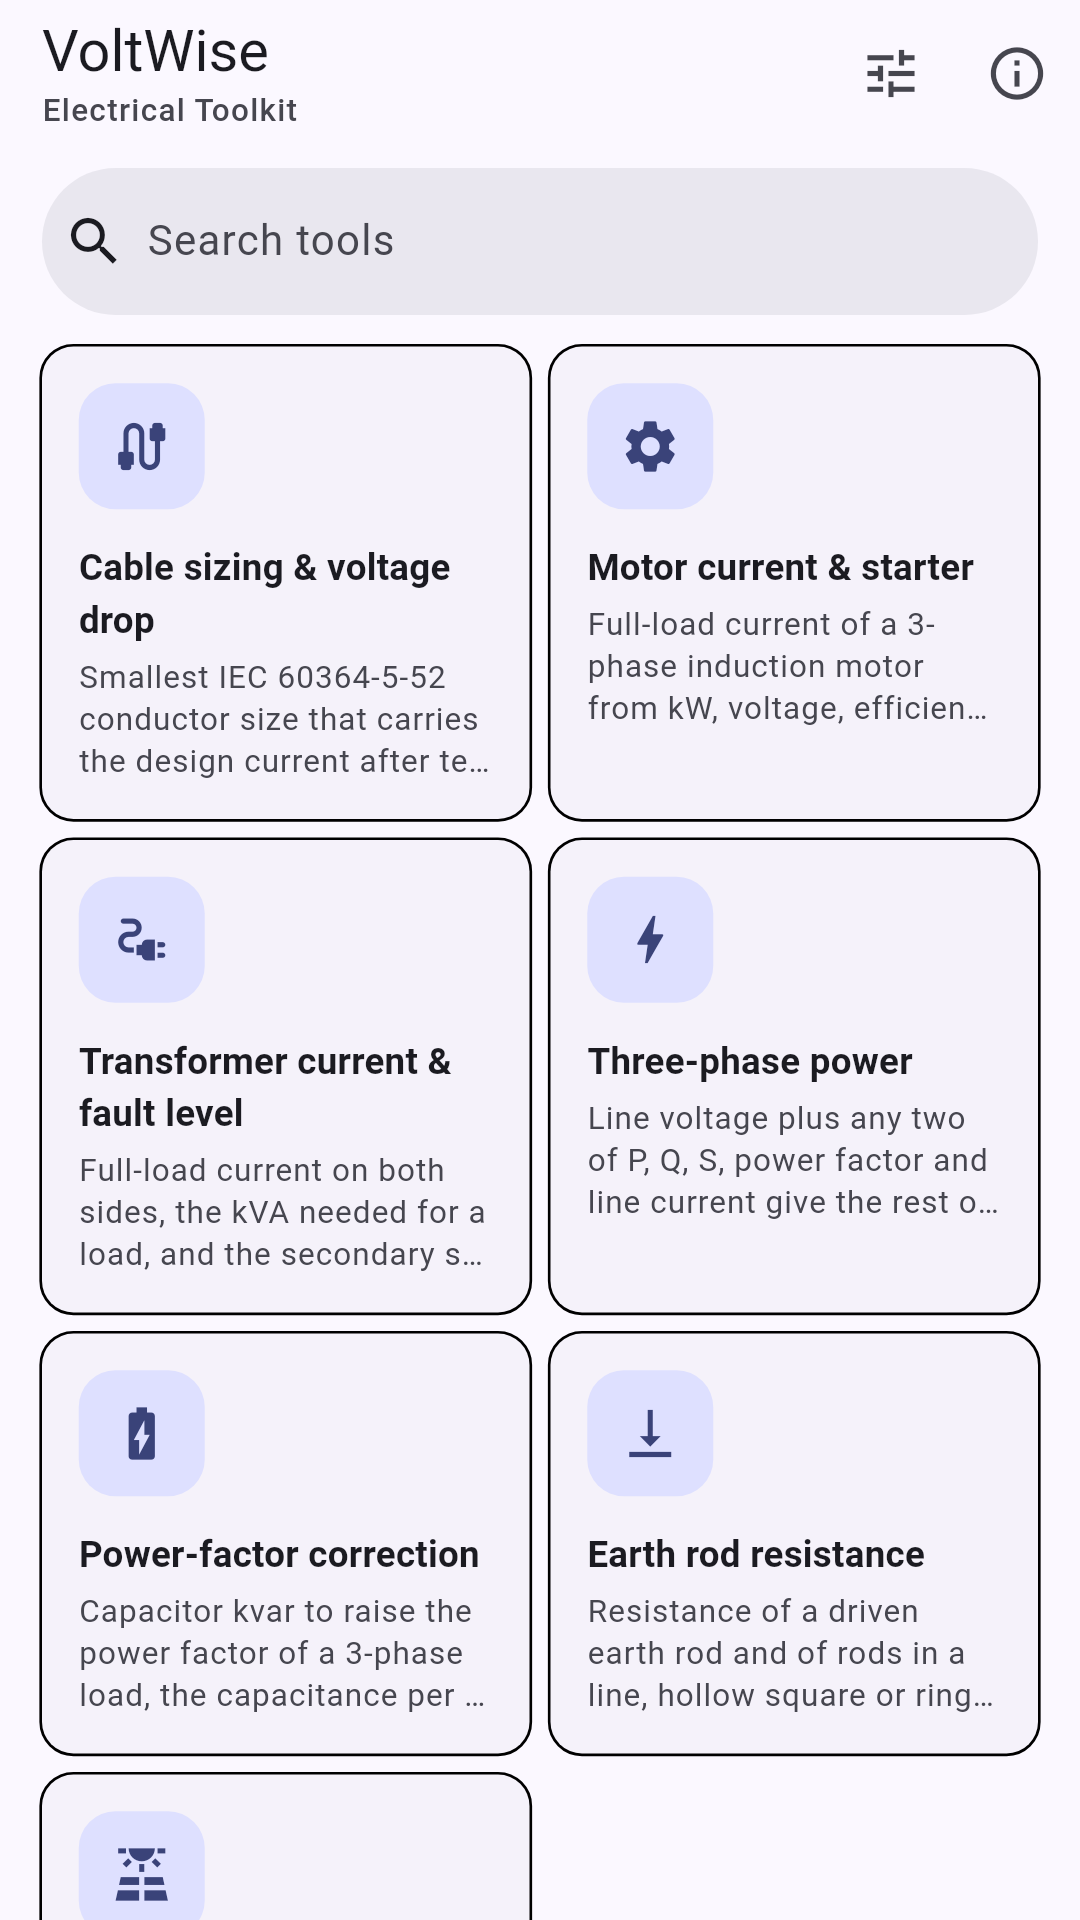 VoltWise
Electrical Toolkit
Search tools
Cable sizing & voltage
drop
Smallest IEC 60364-5-52
conductor size that carries
the design current after te…
Motor current & starter
Full-load current of a 3-
phase induction motor
from kW, voltage, efficien…
Transformer current &
fault level
Full-load current on both
sides, the kVA needed for a
load, and the secondary s…
Three-phase power
Line voltage plus any two
of P, Q, S, power factor and
line current give the rest o…
Power-factor correction
Capacitor kvar to raise the
power factor of a 3-phase
load, the capacitance per …
Earth rod resistance
Resistance of a driven
earth rod and of rods in a
line, hollow square or ring…